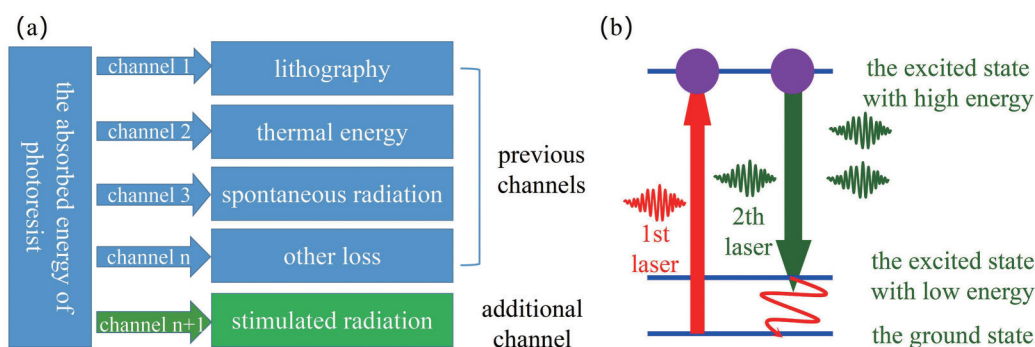 (a)
the absorbed energy of
photoresist
channel 1
lithography
channel 2
thermal energy
channel 3
spontaneous radiation
channel n
other loss
channel n+1
stimulated radiation
previous
channels
additional
channel
(b)
the excited state
with high energy
1st
laser
2th
laser
the excited state
with low energy
the ground state